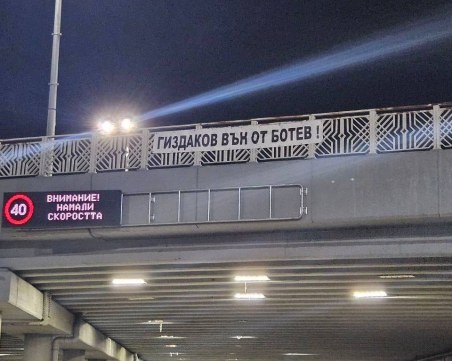 ГИЗДАКОВ ВЪН ОТ БОТЕВ !
40
ВНИМАНИЕ!
НАМАЛИ
СКОРОСТТА